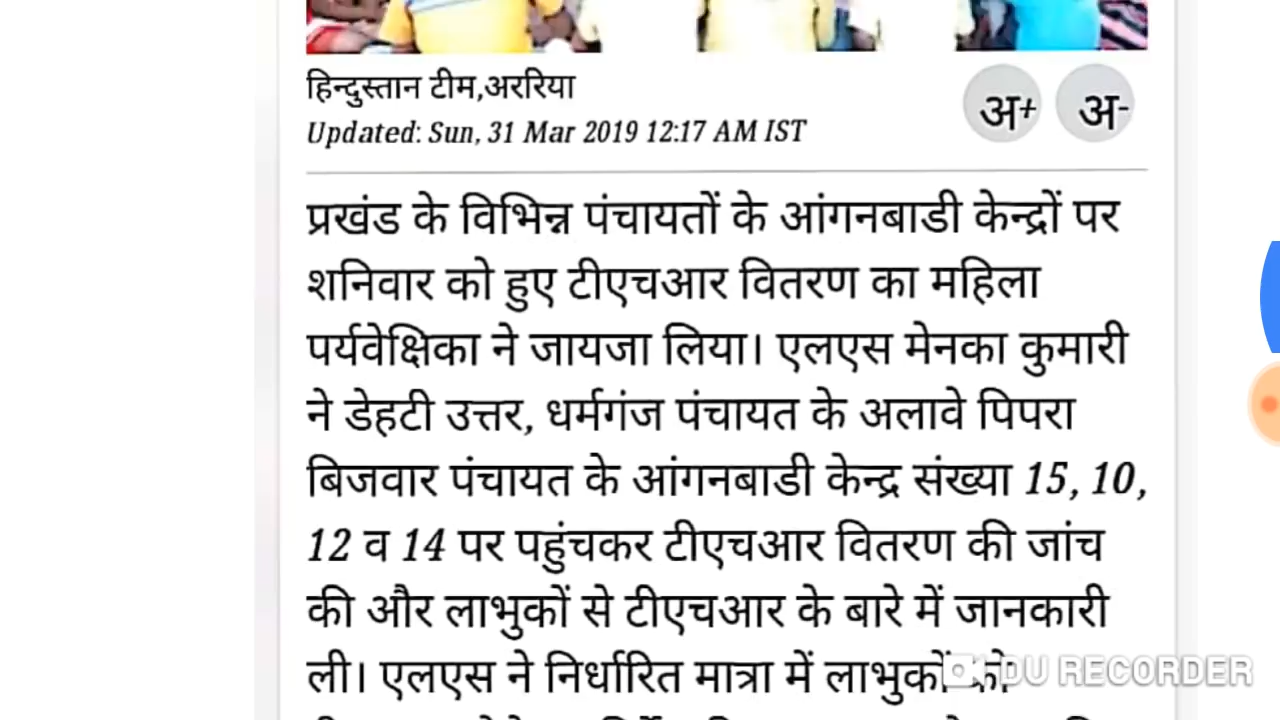 हिन्दुस्तान टीम,अररिया
अ+ अ-
Updated: Sun, 31 Mar 2019 12:17 AM IST
प्रखंड के विभिन्न पंचायतों के आंगनबाडी केन्द्रों पर
शनिवार को हुए टीएचआर वितरण का महिला
पर्यवेक्षिका ने जायजा लिया। एलएस मेनका कुमारी
ने डेहटी उत्तर, धर्मगंज पंचायत के अलावे पिपरा
बिजवार पंचायत के आंगनबाडी केन्द्र संख्या 15, 10,
12 व 14 पर पहुंचकर टीएचआर वितरण की जांच
की और लाभुकों से टीएचआर के बारे में जानकारी
ली। एलएस ने निर्धारित मात्रा में लाभुकों को
DU RECORDER